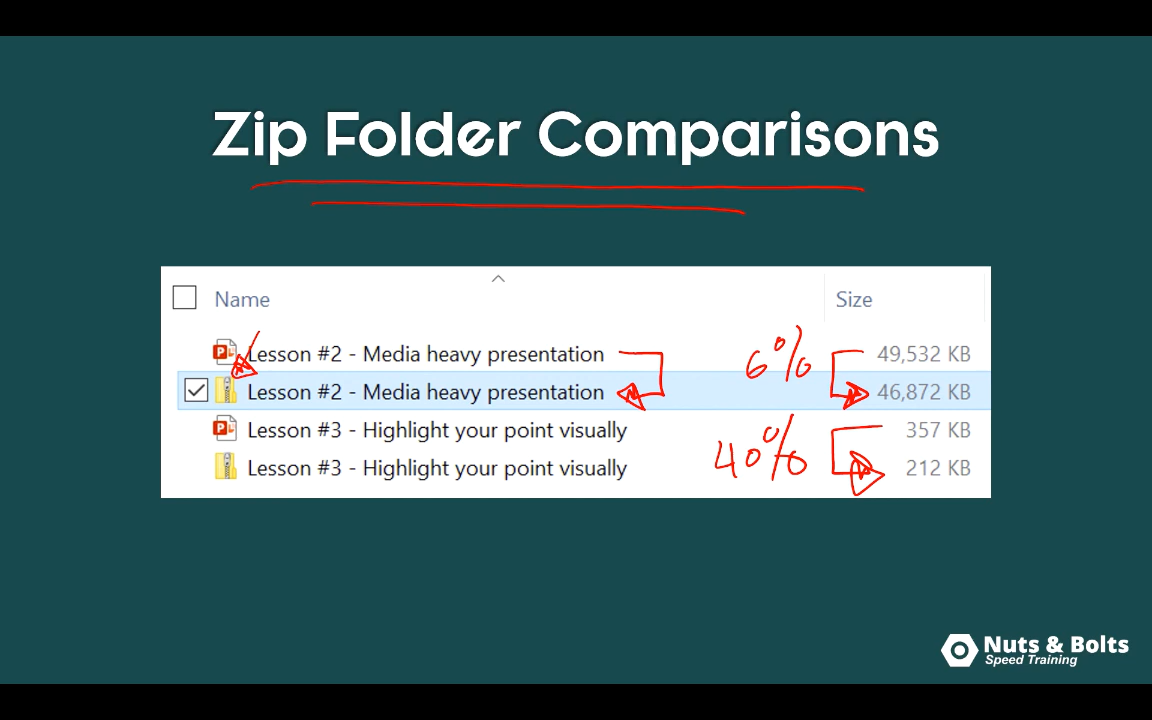 Zip Folder Comparisons
Name Size
Lesson #2 - Media heavy presentation 6% 49,532 KB
Lesson #2 - Media heavy presentation 46,872 KB
Lesson #3 - Highlight your point visually 40% 357 KB
Lesson #3 - Highlight your point visually 212 KB
Nuts & Bolts
Speed Training